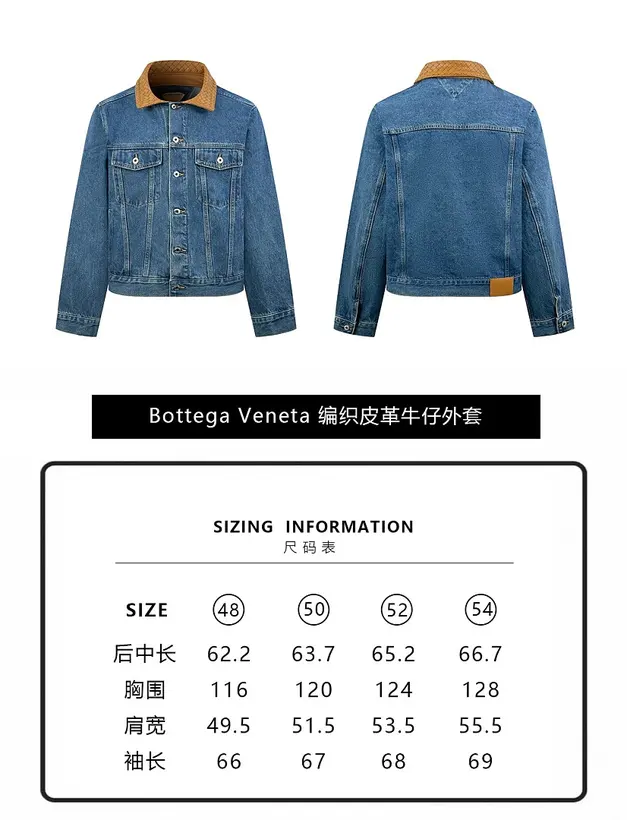 Bottega Veneta 编织皮革牛仔外套
SIZING INFORMATION
尺码表
SIZE 48 50 52 54
后中长 62.2 63.7 65.2 66.7
胸围 116 120 124 128
肩宽 49.5 51.5 53.5 55.5
袖长 66 67 68 69